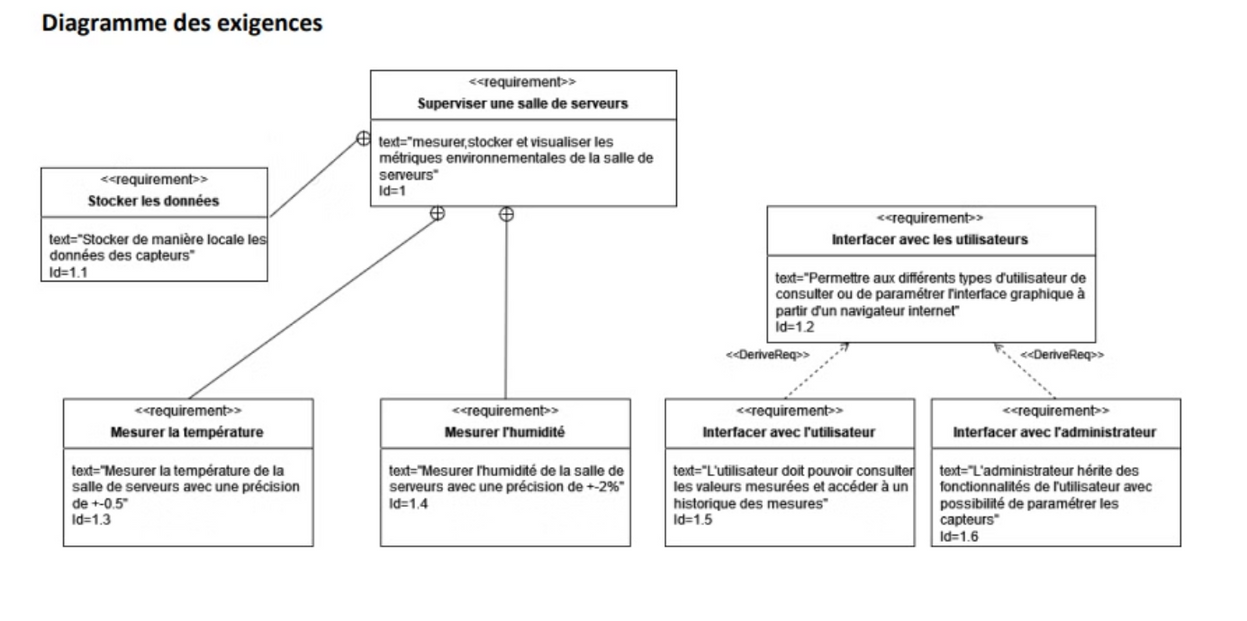 Diagramme des exigences
<<requirement>>
Superviser une salle de serveurs
text="mesurer,stocker et visualiser les
métriques environnementales de la salle de
serveurs"
Id=1
<<requirement>>
Stocker les données
text="Stocker de manière locale les
données des capteurs"
Id=1.1
<<requirement>>
Interfacer avec les utilisateurs
text="Permettre aux différents types d'utilisateur de
consulter ou de paramétrer l'interface graphique à
partir d'un navigateur internet"
Id=1.2
<<DeriveReq>>
<<DeriveReq>>
<<requirement>>
Mesurer la température
text="Mesurer la température de la
salle de serveurs avec une précision
de +-0.5"
Id=1.3
<<requirement>>
Mesurer l'humidité
text="Mesurer l'humidité de la salle de
serveurs avec une précision de +-2%"
Id=1.4
<<requirement>>
Interfacer avec l'utilisateur
text="L'utilisateur doit pouvoir consulter
les valeurs mesurées et accéder à un
historique des mesures"
Id=1.5
<<requirement>>
Interfacer avec l'administrateur
text="L'administrateur hérite des
fonctionnalités de l'utilisateur avec
possibilité de paramétrer les
capteurs"
Id=1.6